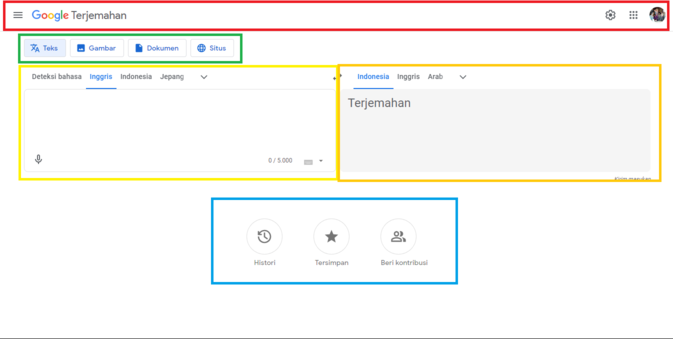 Google Terjemahan
Teks Gambar Dokumen Situs
Deteksi bahasa Inggris Indonesia Jepang
Indonesia Inggris Arab
Terjemahan
0 / 5.000
Kirim masukan
Histori Tersimpan Beri kontribusi